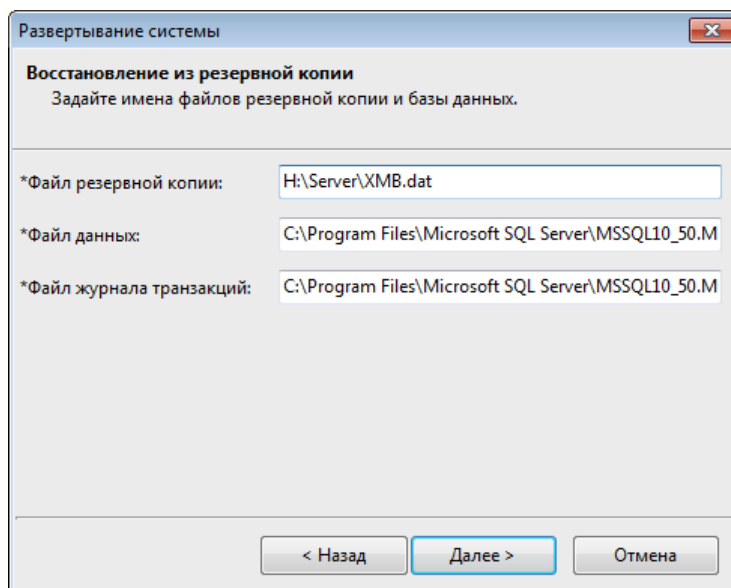 Развертывание системы
Восстановление из резервной копии
Задайте имена файлов резервной копии и базы данных.
*Файл резервной копии: H:\Server\XMB.dat
*Файл данных: C:\Program Files\Microsoft SQL Server\MSSQL10_50.M
*Файл журнала транзакций: C:\Program Files\Microsoft SQL Server\MSSQL10_50.M
< Назад Далее > Отмена